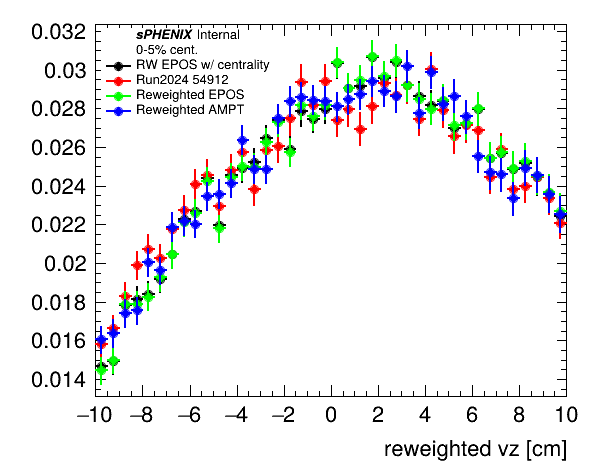 sPHENIX Internal
0-5% cent.
RW EPOS w/ centrality
Run2024 54912
Reweighted EPOS
Reweighted AMPT
0.032
0.03
0.028
0.026
0.024
0.022
0.02
0.018
0.016
0.014
−10 −8 −6 −4 −2 0 2 4 6 8 10
reweighted vz [cm]